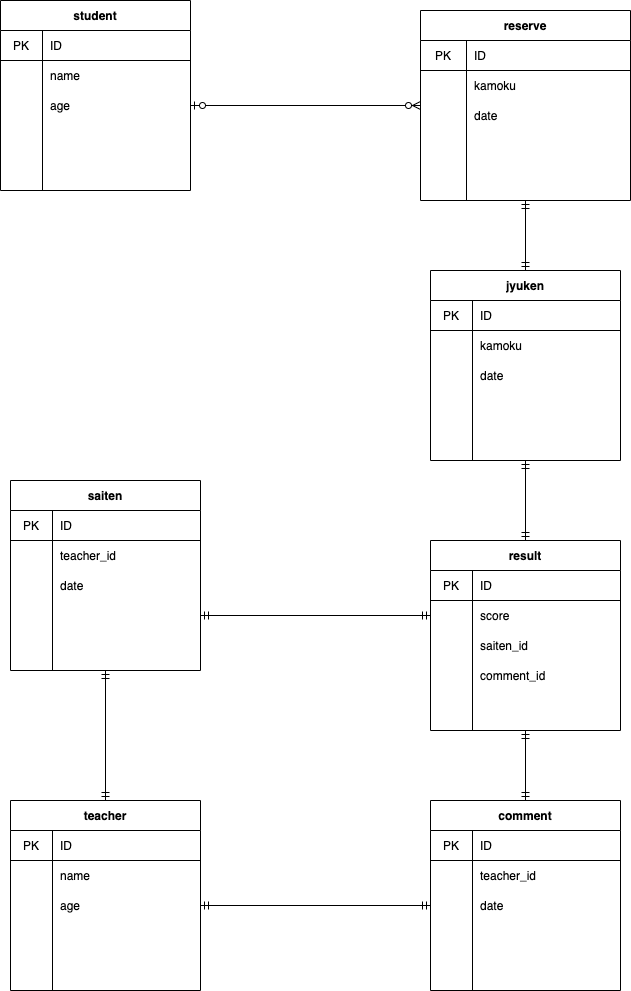 student
PK ID
name
age
reserve
PK ID
kamoku
date
jyuken
PK ID
kamoku
date
saiten
PK ID
teacher_id
date
result
PK ID
score
saiten_id
comment_id
teacher
PK ID
name
age
comment
PK ID
teacher_id
date